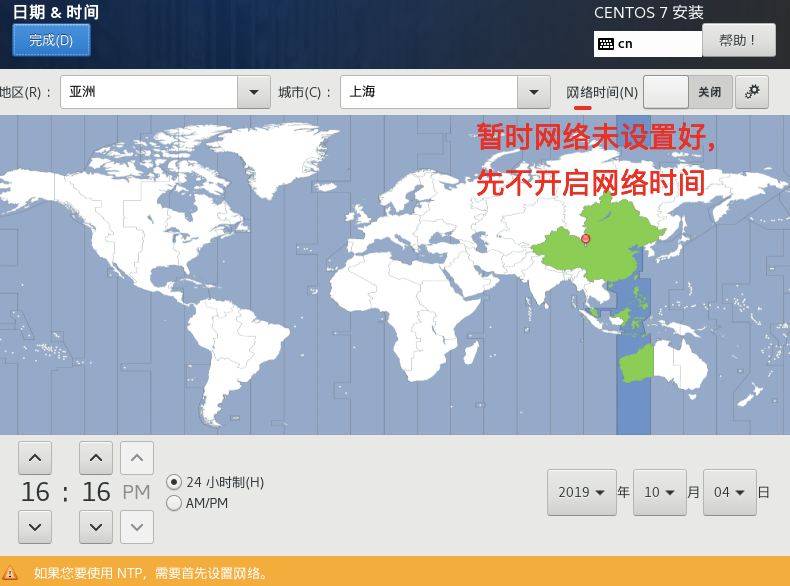 日期 & 时间
CENTOS 7 安装
完成(D)
cn
帮助！
地区(R)： 亚洲 城市(C)： 上海 网络时间(N) 关闭
暂时网络未设置好,
先不开启网络时间
16 : 16 PM
24 小时制(H)
AM/PM
2019 年 10 月 04 日
如果您要使用 NTP，需要首先设置网络。